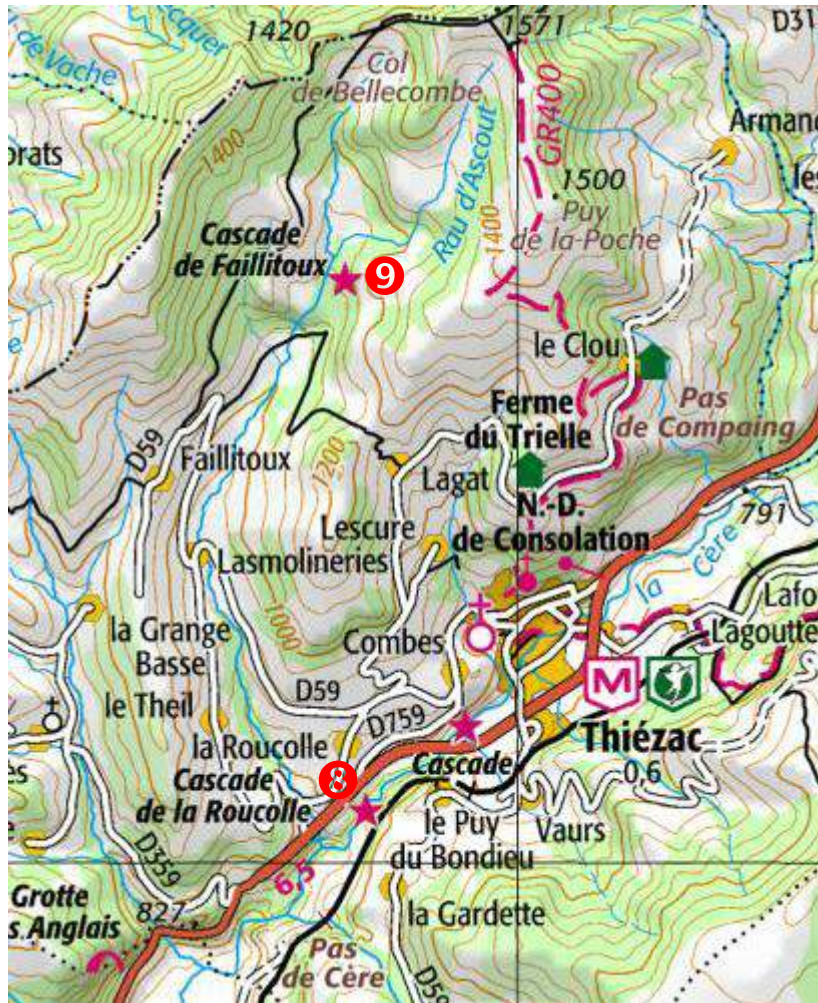 1420
1571
D31
de Vache
Col
de Bellecombe
1400
GR400
Rau d'Ascout
1400
1500
Puy
de la Poche
Arman
les
Cascade
de Faillitoux
9
le Clou
Pas
de Compaing
Ferme
du Trielle
D59
Faillitoux
1200
Lagat
N.-D.
de Consolation
791
Lescure
Lasmolineries
la Cère
1000
la Grange
Basse
Combes
Lafo
Lagoutte
le Theil
D59
D759
M
la Roucolle
Thiézac
0,6
8
Cascade
de la Roucolle
Cascade
le Puy
du Bondieu
Vaurs
D359
6,5
Grotte
s Anglais
827
la Gardette
Pas
de Cère
D59